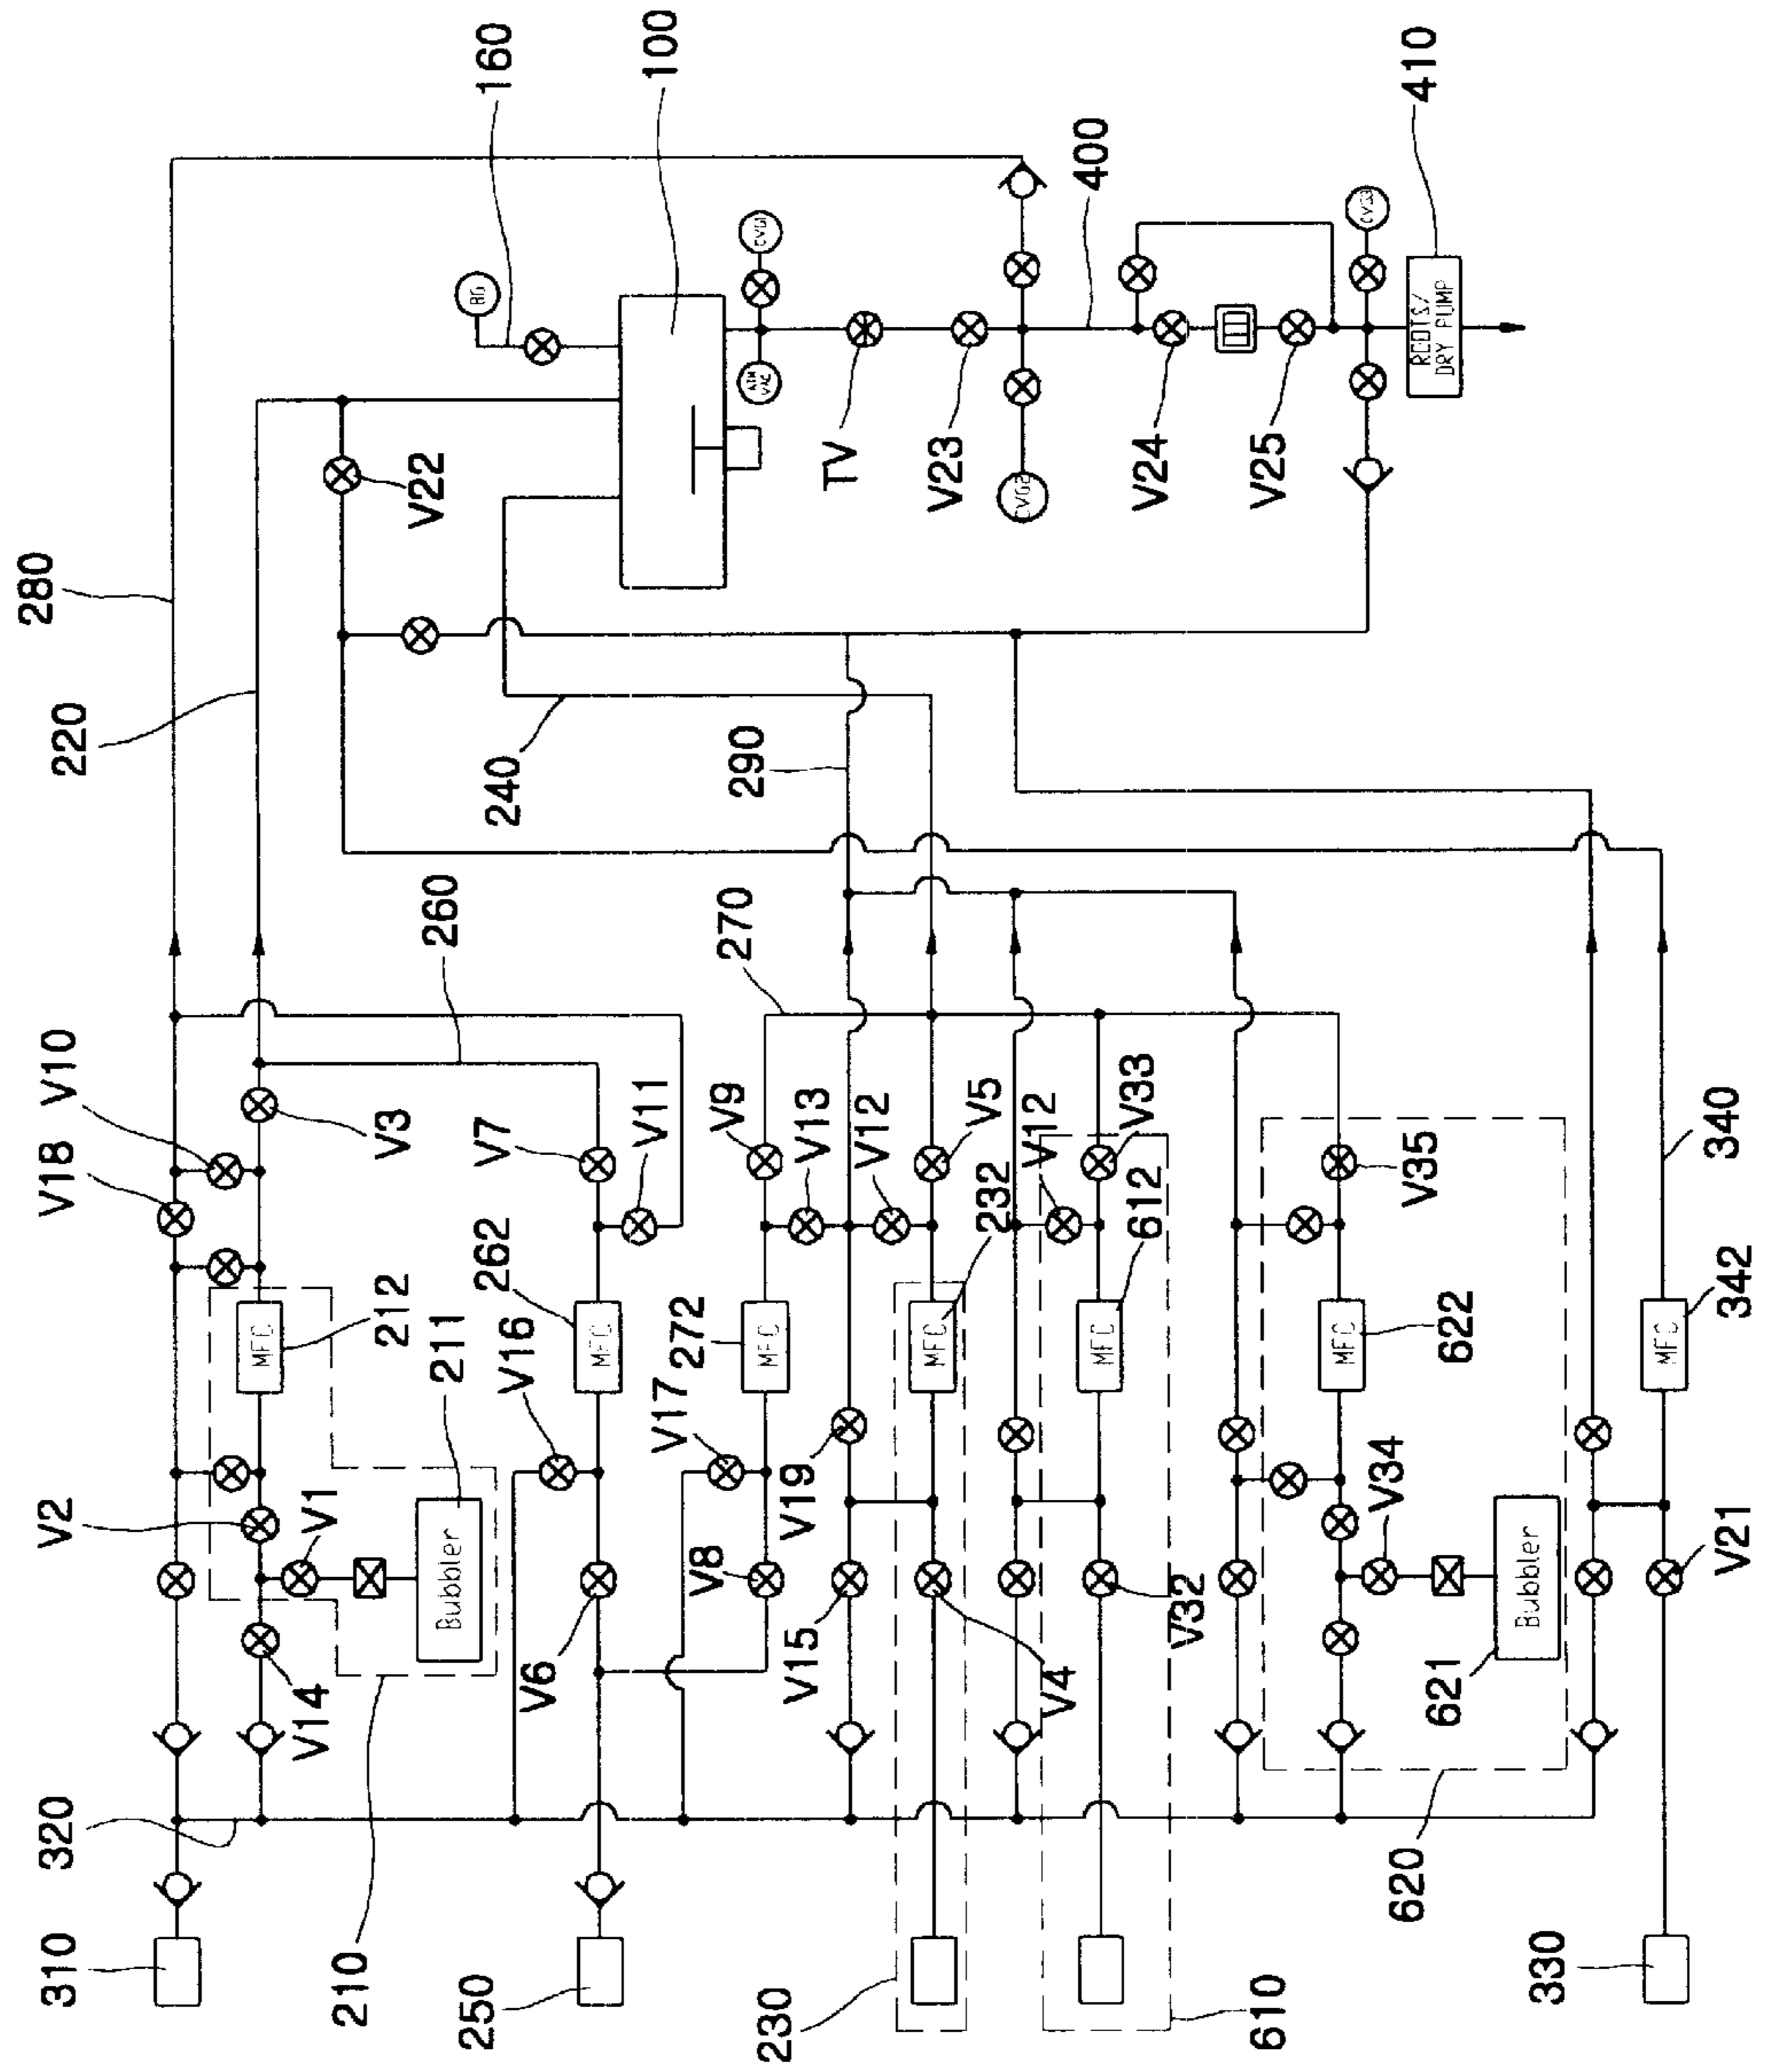 310
320
V2
V18
V10
220
280
210
V14
V1
212
V3
MFC
211
Bubbler
260
250
V6
V16
262
V7
V11
MFC
240
V22
BG
160
V17
272
V9
V8
MFC
100
230
V15
V19
V13
V12
270
290
ATM
VAC
CVG1
MFC
232
V5
TV
V4
V12
V23
CVG2
400
MFC
612
V33
610
V32
V24
V25
MFC
V34
V35
CVG3
620
621
Bubbler
622
ROOTS/
DRY PUMP
410
330
V21
MFC
342
340